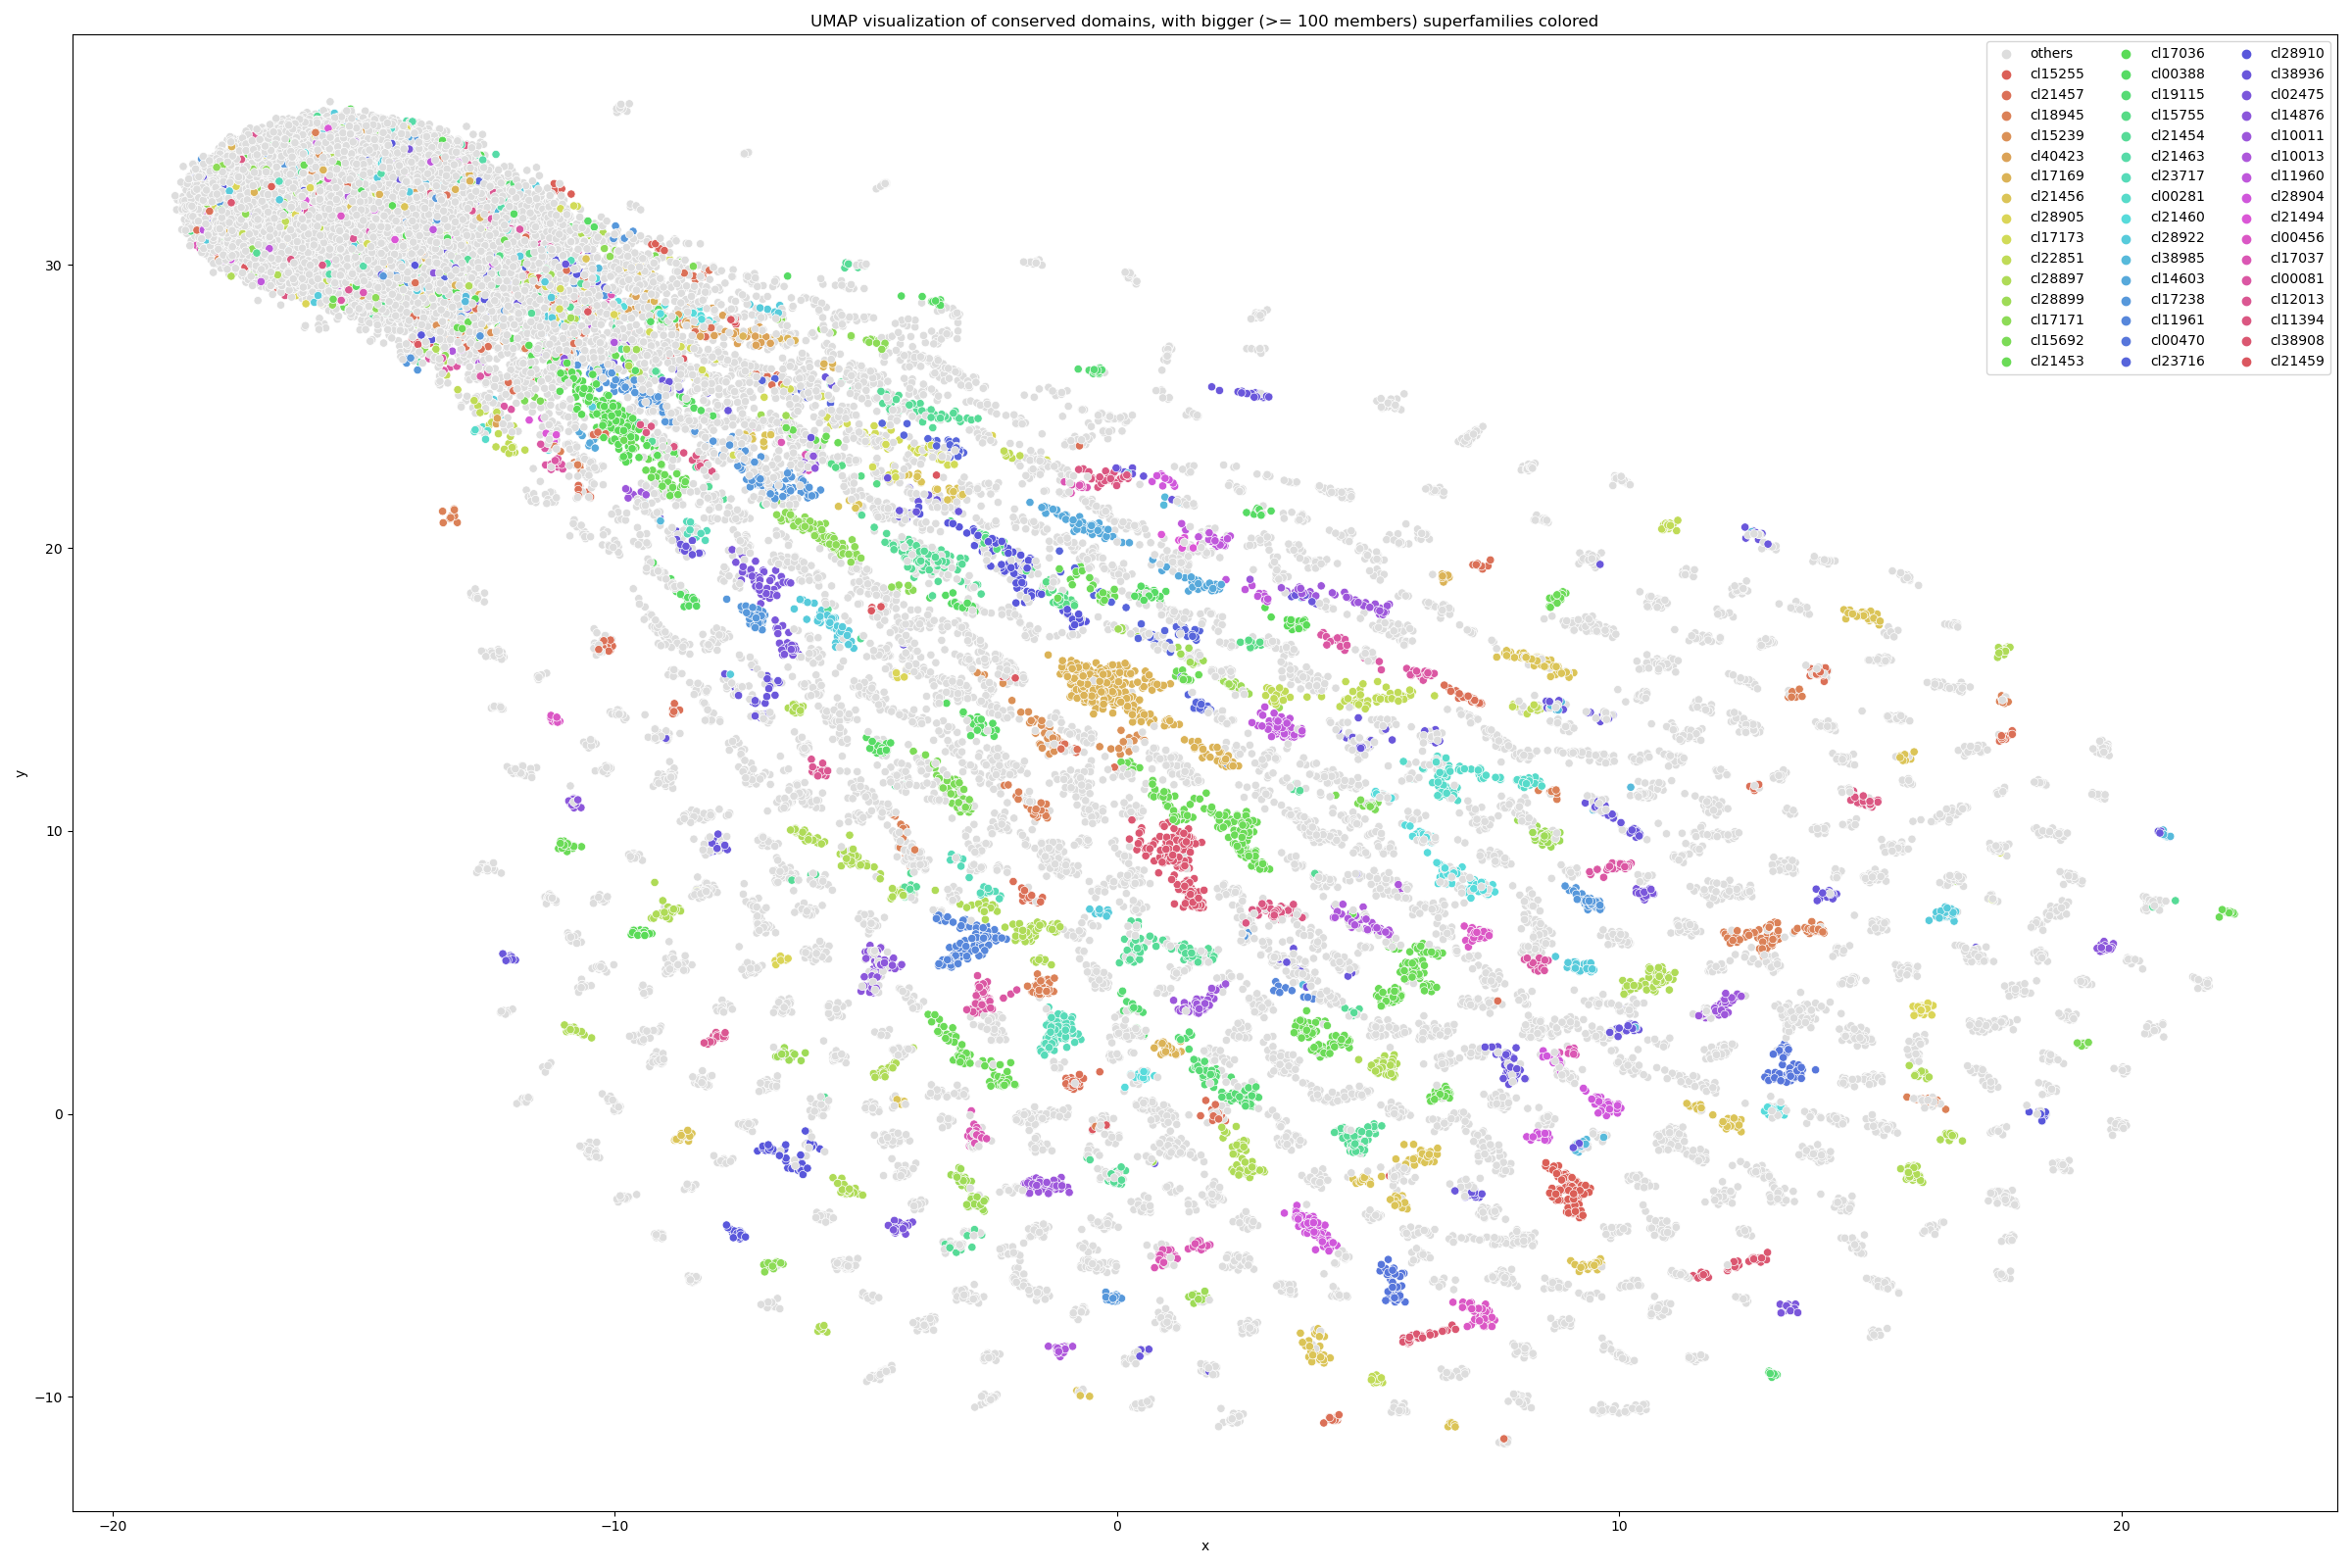 UMAP visualization of conserved domains, with bigger (>= 100 members) superfamilies colored
others
cl15255
cl21457
cl18945
cl15239
cl40423
cl17169
cl21456
cl28905
cl17173
cl22851
cl28897
cl28899
cl17171
cl15692
cl21453
cl17036
cl00388
cl19115
cl15755
cl21454
cl21463
cl23717
cl00281
cl21460
cl28922
cl38985
cl14603
cl17238
cl11961
cl00470
cl23716
cl28910
cl38936
cl02475
cl14876
cl10011
cl10013
cl11960
cl28904
cl21494
cl00456
cl17037
cl00081
cl12013
cl11394
cl38908
cl21459
30
20
10
0
−10
y
−20
−10
0
10
20
x